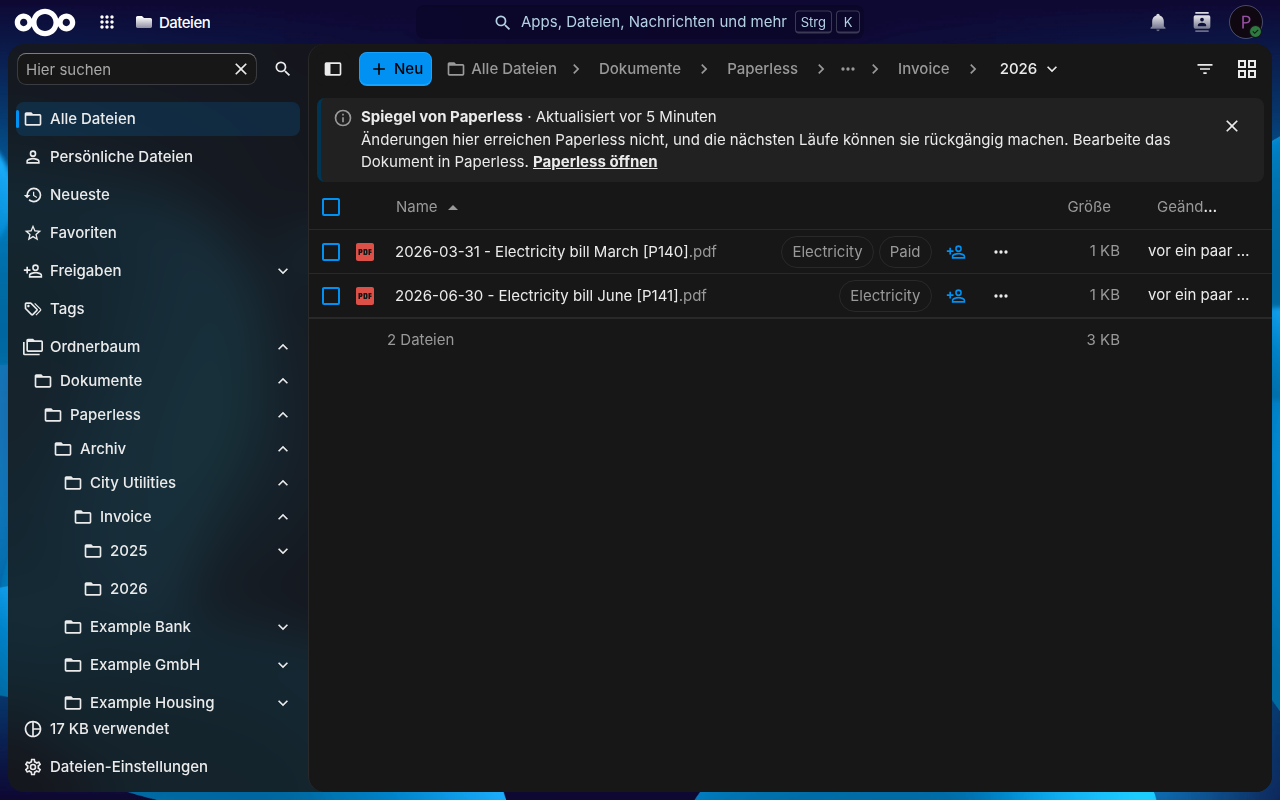 Dateien
Apps, Dateien, Nachrichten und mehr Strg K
P
Hier suchen
Alle Dateien
Persönliche Dateien
Neueste
Favoriten
Freigaben
Tags
Ordnerbaum
Dokumente
Paperless
Archiv
City Utilities
Invoice
2025
2026
Example Bank
Example GmbH
Example Housing
17 KB verwendet
Dateien-Einstellungen
Neu Alle Dateien Dokumente Paperless ··· Invoice 2026
Spiegel von Paperless · Aktualisiert vor 5 Minuten
Änderungen hier erreichen Paperless nicht, und die nächsten Läufe können sie rückgängig machen. Bearbeite das
Dokument in Paperless. Paperless öffnen
Name Größe Geänd...
PDF 2026-03-31 - Electricity bill March [P140].pdf Electricity Paid 1 KB vor ein paar ...
PDF 2026-06-30 - Electricity bill June [P141].pdf Electricity 1 KB vor ein paar ...
2 Dateien 3 KB